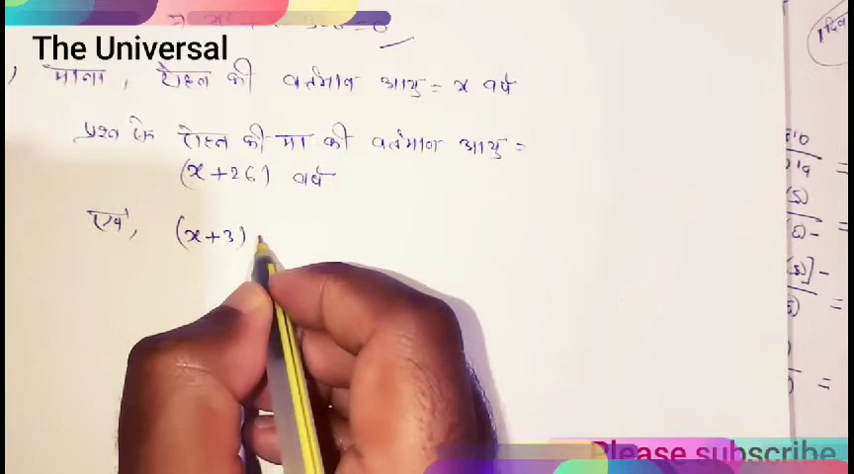 The Universal
माना, रोहन की वर्तमान आयु = x वर्ष
प्रश्न से रोहन की मा की वर्तमान आयु =
(x+26) वर्ष
एवं, (x+3)
Please subscribe